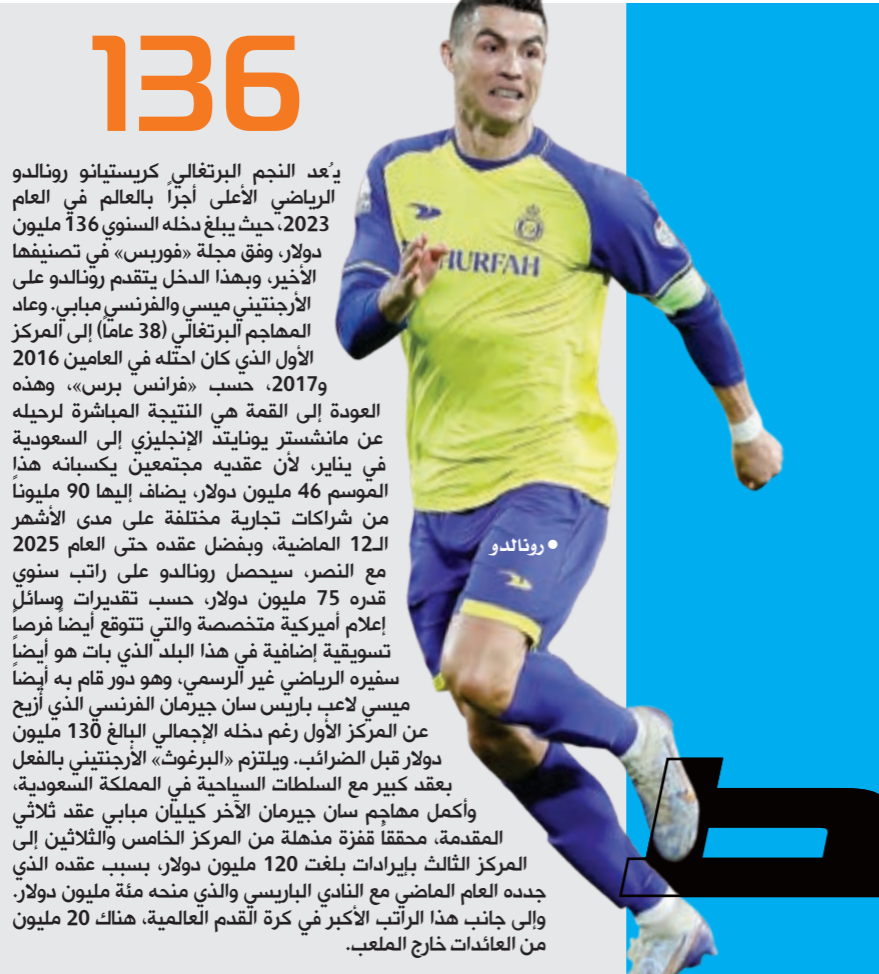 136
يُعد النجم البرتغالي كريستيانو رونالدو
الرياضي الأعلى أجراً بالعالم في العام
2023، حيث يبلغ دخله السنوي 136 مليون
دولار، وفق مجلة «فوربس» في تصنيفها
الأخير، وبهذا الدخل يتقدم رونالدو على
الأرجنتيني ميسي والفرنسي مبابي. وعاد
المهاجم البرتغالي (38 عاماً) إلى المركز
الأول الذي كان احتله في العامين 2016
و2017، حسب «فرانس برس»، وهذه
العودة إلى القمة هي النتيجة المباشرة لرحيله
عن مانشستر يونايتد الإنجليزي إلى السعودية
في يناير، لأن عقديه مجتمعين يكسبانه هذا
الموسم 46 مليون دولار، يضاف إليها 90 مليوناً
من شراكات تجارية مختلفة على مدى الأشهر
الـ12 الماضية، وبفضل عقده حتى العام 2025
مع النصر، سيحصل رونالدو على راتب سنوي
قدره 75 مليون دولار، حسب تقديرات وسائل
إعلام أميركية متخصصة والتي تتوقع أيضاً فرصاً
تسويقية إضافية في هذا البلد الذي بات هو أيضاً
سفيره الرياضي غير الرسمي، وهو دور قام به أيضاً
ميسي لاعب باريس سان جيرمان الفرنسي الذي أزيح
عن المركز الأول رغم دخله الإجمالي البالغ 130 مليون
دولار قبل الضرائب. ويلتزم «البرغوث» الأرجنتيني بالفعل
بعقد كبير مع السلطات السياحية في المملكة السعودية،
وأكمل مهاجم سان جيرمان الآخر كيليان مبابي عقد ثلاثي
المقدمة، محققاً قفزة مذهلة من المركز الخامس والثلاثين إلى
المركز الثالث بإيرادات بلغت 120 مليون دولار، بسبب عقده الذي
جدده العام الماضي مع النادي الباريسي والذي منحه مئة مليون دولار.
وإلى جانب هذا الراتب الأكبر في كرة القدم العالمية، هناك 20 مليون
من العائدات خارج الملعب.
HURFAH
• رونالدو